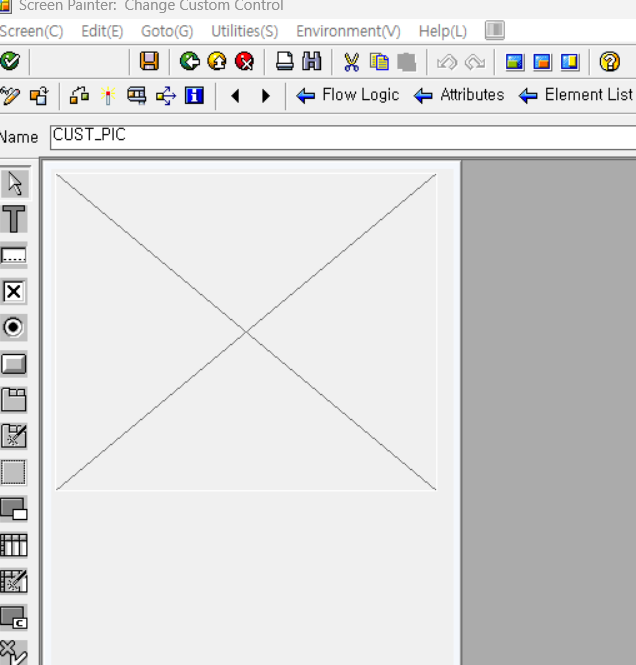 Screen Painter: Change Custom Control
Screen(C) Edit(E) Goto(G) Utilities(S) Environment(V) Help(L)
Flow Logic Attributes Element List
Name CUST_PIC
T
C